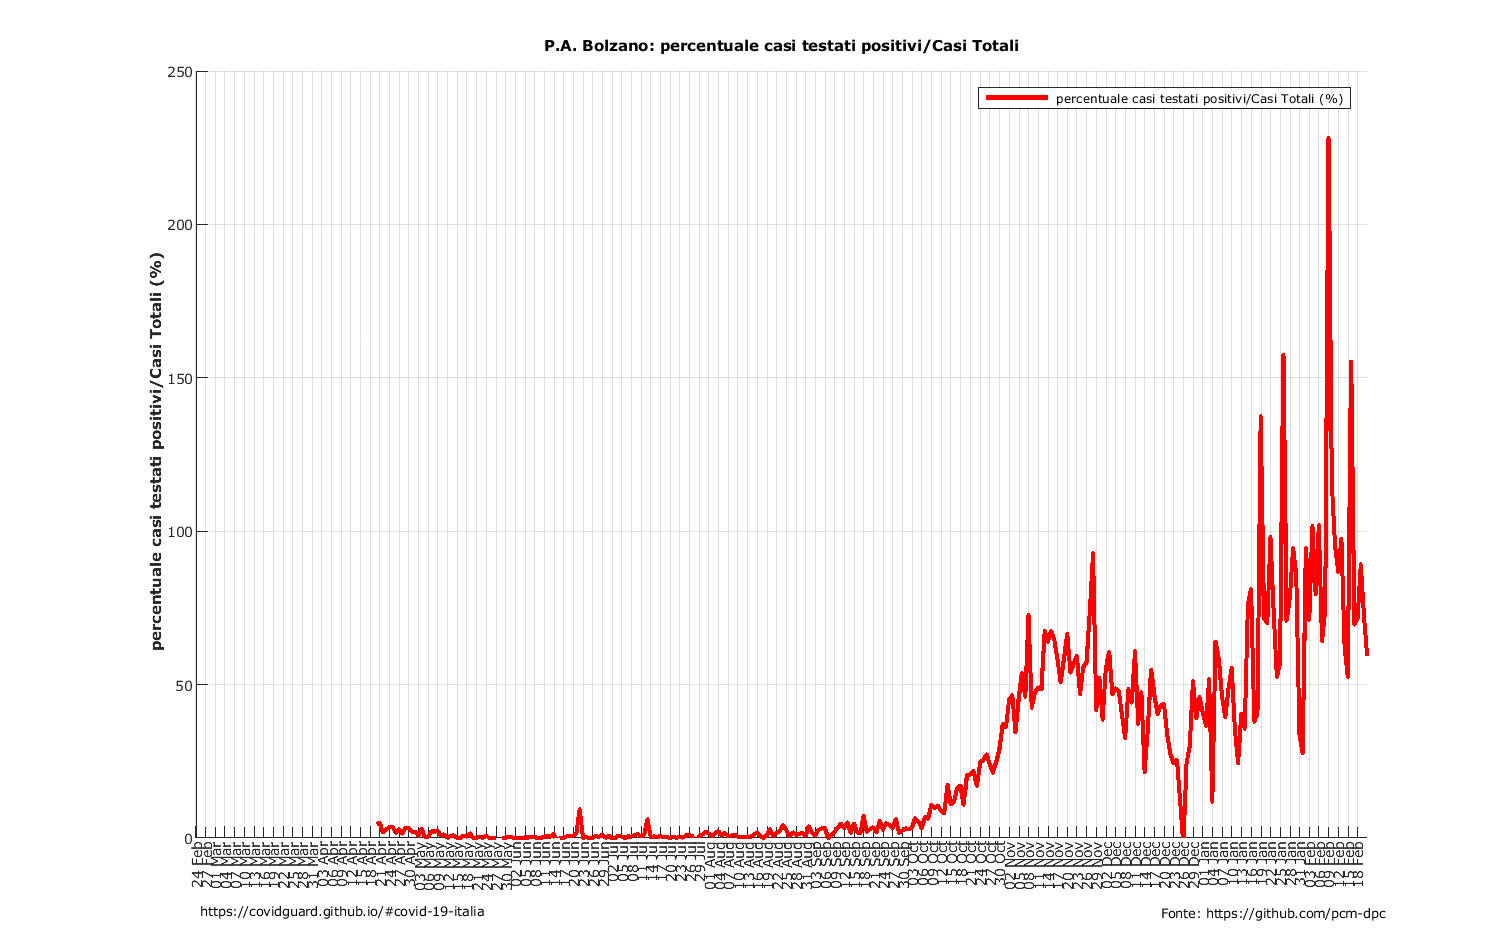 P.A. Bolzano: percentuale casi testati positivi/Casi Totali
percentuale casi testati positivi/Casi Totali (%)
percentuale casi testati positivi/Casi Totali (%)
250
200
150
100
50
0
24 Feb
27 Feb
01 Mar
04 Mar
07 Mar
10 Mar
13 Mar
16 Mar
19 Mar
22 Mar
25 Mar
28 Mar
31 Mar
03 Apr
06 Apr
09 Apr
12 Apr
15 Apr
18 Apr
21 Apr
24 Apr
27 Apr
30 Apr
03 May
06 May
09 May
12 May
15 May
18 May
21 May
24 May
27 May
30 May
02 Jun
05 Jun
08 Jun
11 Jun
14 Jun
17 Jun
20 Jun
23 Jun
26 Jun
29 Jun
02 Jul
05 Jul
08 Jul
11 Jul
14 Jul
17 Jul
20 Jul
23 Jul
26 Jul
29 Jul
01 Aug
04 Aug
07 Aug
10 Aug
13 Aug
16 Aug
19 Aug
22 Aug
25 Aug
28 Aug
31 Aug
03 Sep
06 Sep
09 Sep
12 Sep
15 Sep
18 Sep
21 Sep
24 Sep
27 Sep
30 Sep
03 Oct
06 Oct
09 Oct
12 Oct
15 Oct
18 Oct
21 Oct
24 Oct
27 Oct
30 Oct
02 Nov
05 Nov
08 Nov
11 Nov
14 Nov
17 Nov
20 Nov
23 Nov
26 Nov
29 Nov
02 Dec
05 Dec
08 Dec
11 Dec
14 Dec
17 Dec
20 Dec
23 Dec
26 Dec
29 Dec
01 Jan
04 Jan
07 Jan
10 Jan
13 Jan
16 Jan
19 Jan
22 Jan
25 Jan
28 Jan
31 Jan
03 Feb
06 Feb
09 Feb
12 Feb
15 Feb
18 Feb
https://covidguard.github.io/#covid-19-italia
Fonte: https://github.com/pcm-dpc